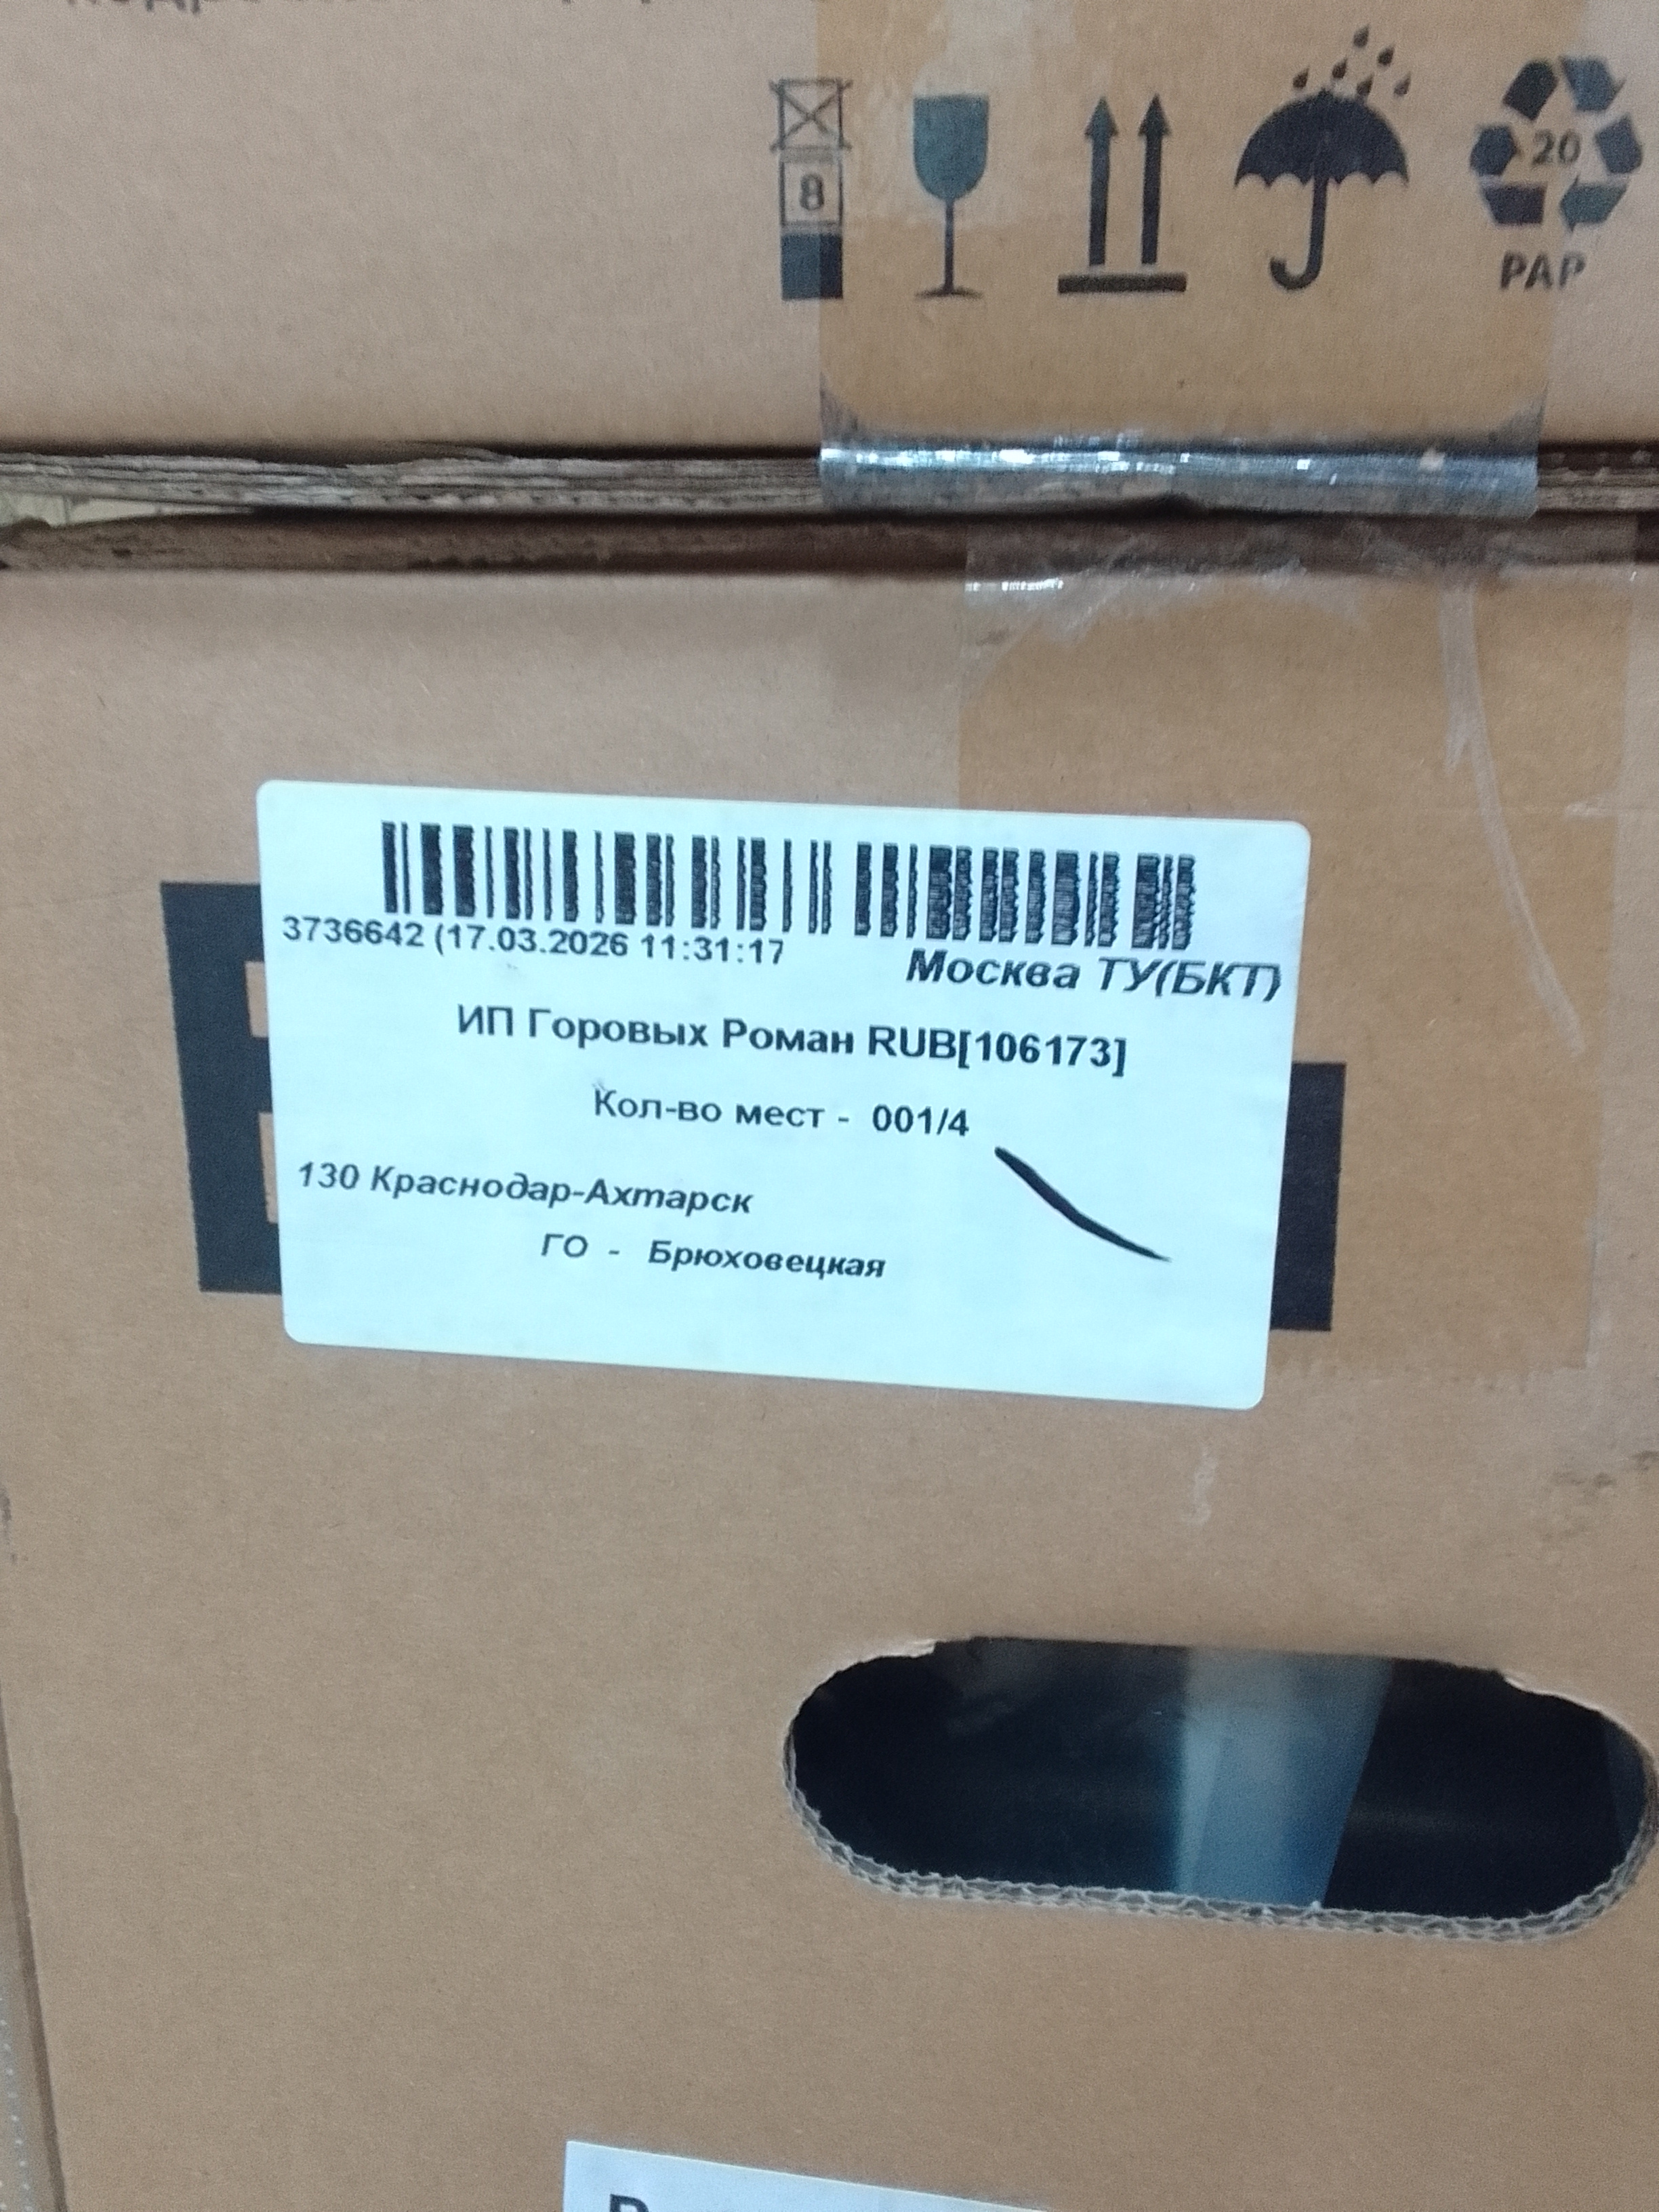 8
20
PAP
3736642 (17.03.2026 11:31:17
Москва ТУ(БКТ)
ИП Горовых Роман RUB[106173]
Кол-во мест - 001/4
130 Краснодар-Ахтарск
ГО - Брюховецкая